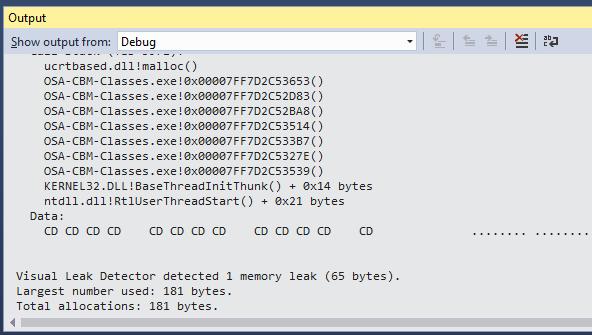 Output
Show output from: Debug
ucrtbased.dll!malloc()
OSA-CBM-Classes.exe!0x00007FF7D2C53653()
OSA-CBM-Classes.exe!0x00007FF7D2C52D83()
OSA-CBM-Classes.exe!0x00007FF7D2C52BA8()
OSA-CBM-Classes.exe!0x00007FF7D2C53514()
OSA-CBM-Classes.exe!0x00007FF7D2C533B7()
OSA-CBM-Classes.exe!0x00007FF7D2C5327E()
OSA-CBM-Classes.exe!0x00007FF7D2C53539()
KERNEL32.DLL!BaseThreadInitThunk() + 0x14 bytes
ntdll.dll!RtlUserThreadStart() + 0x21 bytes
Data:
CD CD CD CD CD CD CD CD CD CD CD CD CD ........ ........
Visual Leak Detector detected 1 memory leak (65 bytes).
Largest number used: 181 bytes.
Total allocations: 181 bytes.